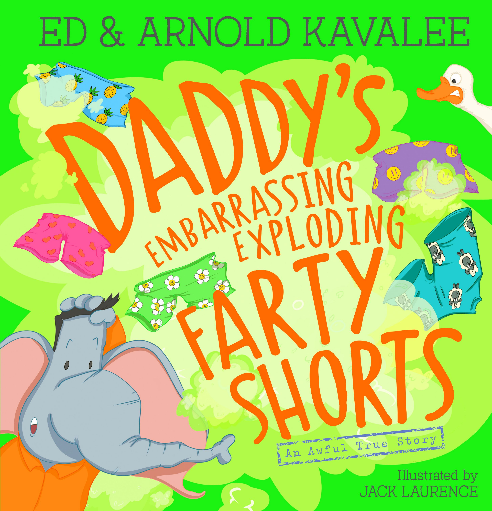 ED & ARNOLD KAVALEE
DADDY'S
EMBARRASSING
EXPLODING
FARTY
SHORTS
An Awful True Story
Illustrated by
JACK LAURENCE